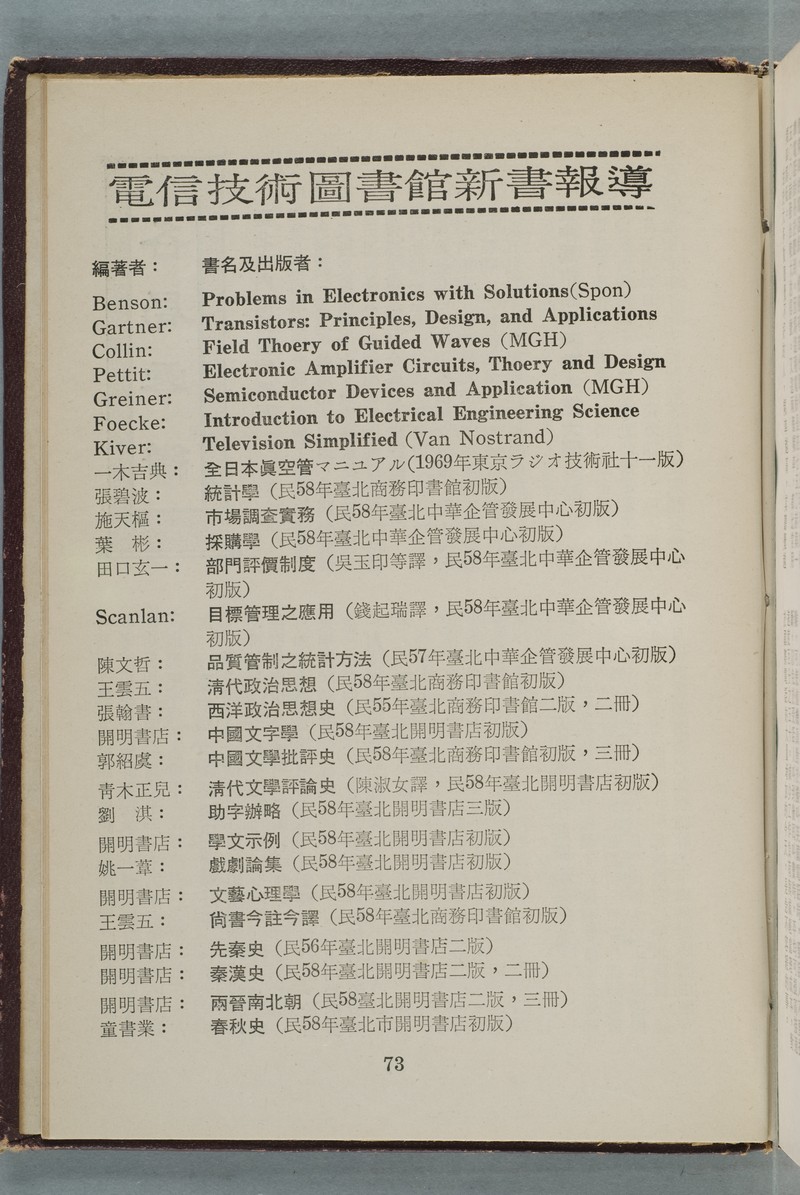 電信技術圖書館新書報導
編著者： 書名及出版者：
Benson: Problems in Electronics with Solutions(Spon)
Gartner: Transistors: Principles, Design, and Applications
Collin: Field Thoery of Guided Waves (MGH)
Pettit: Electronic Amplifier Circuits, Thoery and Design
Greiner: Semiconductor Devices and Application (MGH)
Foecke: Introduction to Electrical Engineering Science
Kiver: Television Simplified (Van Nostrand)
一木吉典： 全日本眞空管マニュアル(1969年東京ラジオ技術社十一版)
張碧波： 統計學（民58年臺北商務印書館初版）
施天樞： 市場調查實務（民58年臺北中華企管發展中心初版）
葉　彬： 採購學（民58年臺北中華企管發展中心初版）
田口玄一： 部門評價制度（吳玉印等譯，民58年臺北中華企管發展中心
初版）
Scanlan: 目標管理之應用（錢起瑞譯，民58年臺北中華企管發展中心
初版）
陳文哲： 品質管制之統計方法（民57年臺北中華企管發展中心初版）
王雲五： 淸代政治思想（民58年臺北商務印書館初版）
張翰書： 西洋政治思想史（民55年臺北商務印書館二版，二冊）
開明書店： 中國文字學（民58年臺北開明書店初版）
郭紹虞： 中國文學批評史（民58年臺北商務印書館初版，三冊）
靑木正兒： 淸代文學評論史（陳淑女譯，民58年臺北開明書店初版）
劉　淇： 助字辦略（民58年臺北開明書店三版）
開明書店： 學文示例（民58年臺北開明書店初版）
姚一葦： 戲劇論集（民58年臺北開明書店初版）
開明書店： 文藝心理學（民58年臺北開明書店初版）
王雲五： 尙書今註今譯（民58年臺北商務印書館初版）
開明書店： 先秦史（民56年臺北開明書店二版）
開明書店： 秦漢史（民58年臺北開明書店二版，二冊）
開明書店： 兩晉南北朝（民58臺北開明書店二版，三冊）
童書業： 春秋史（民58年臺北市開明書店初版）
73